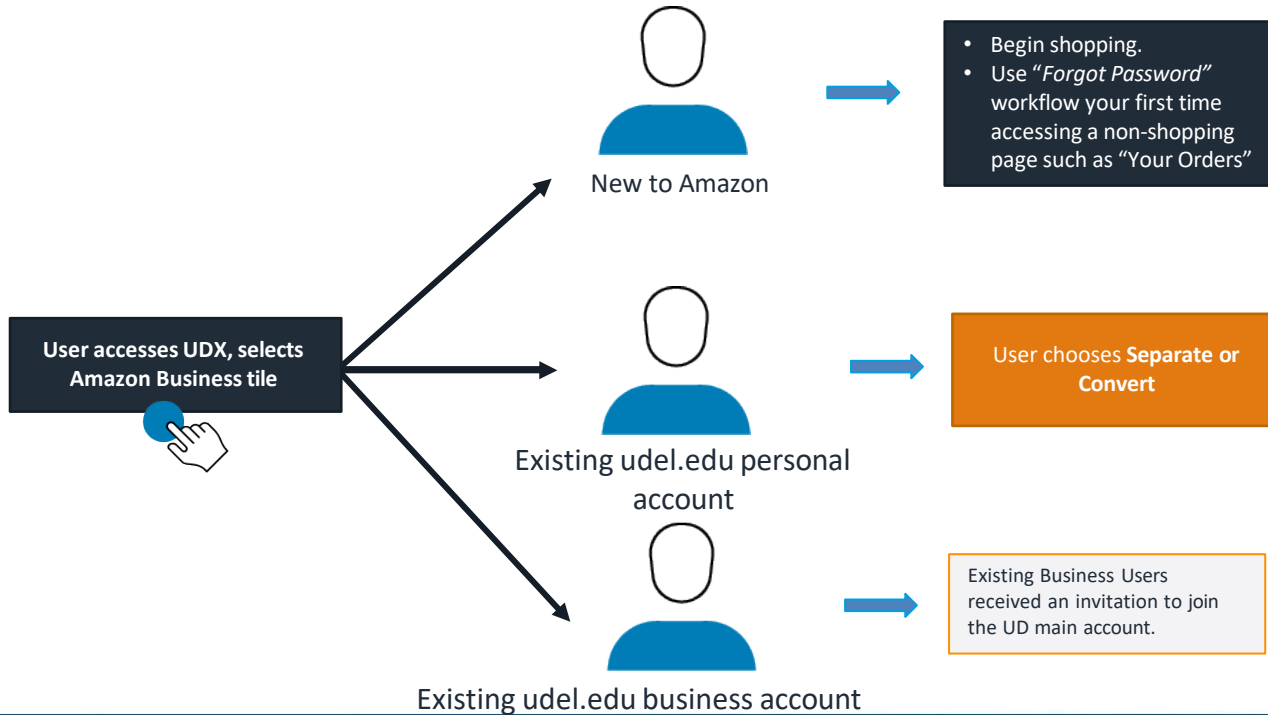 • Begin shopping.
• Use “Forgot Password”
workflow your first time
accessing a non-shopping
page such as “Your Orders”
New to Amazon
User accesses UDX, selects
Amazon Business tile
User chooses Separate or
Convert
Existing udel.edu personal
account
Existing Business Users
received an invitation to join
the UD main account.
Existing udel.edu business account